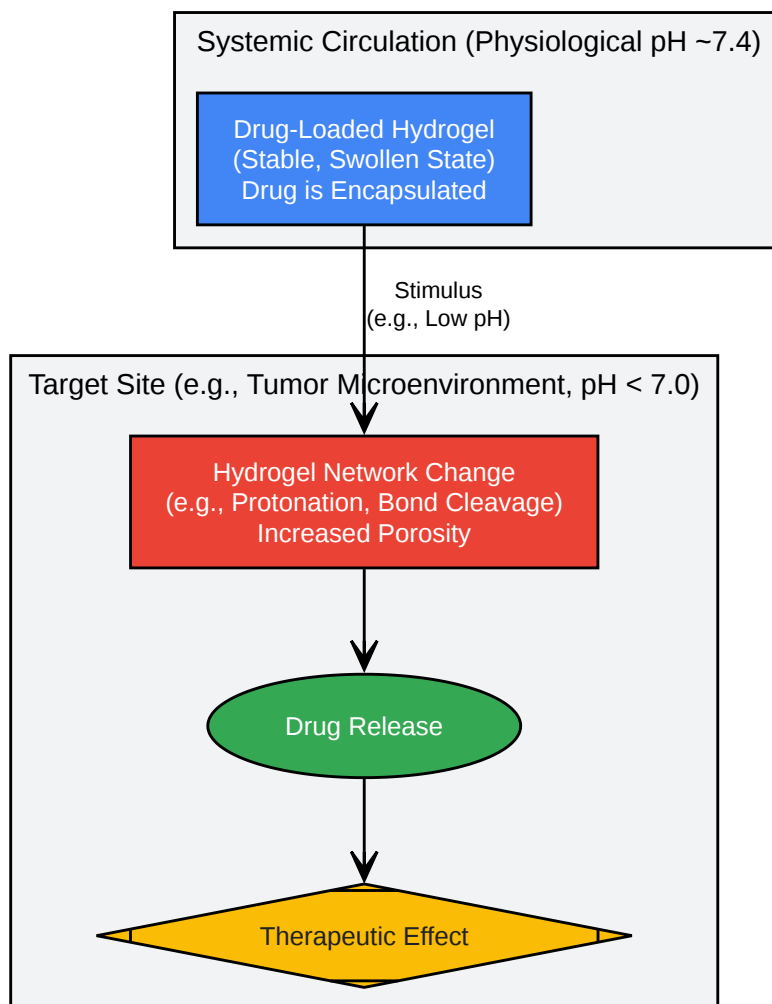 Systemic Circulation (Physiological pH ~7.4)
Drug-Loaded Hydrogel
(Stable, Swollen State)
Drug is Encapsulated
Stimulus
(e.g., Low pH)
Target Site (e.g., Tumor Microenvironment, pH < 7.0)
Hydrogel Network Change
(e.g., Protonation, Bond Cleavage)
Increased Porosity
Drug Release
Therapeutic Effect